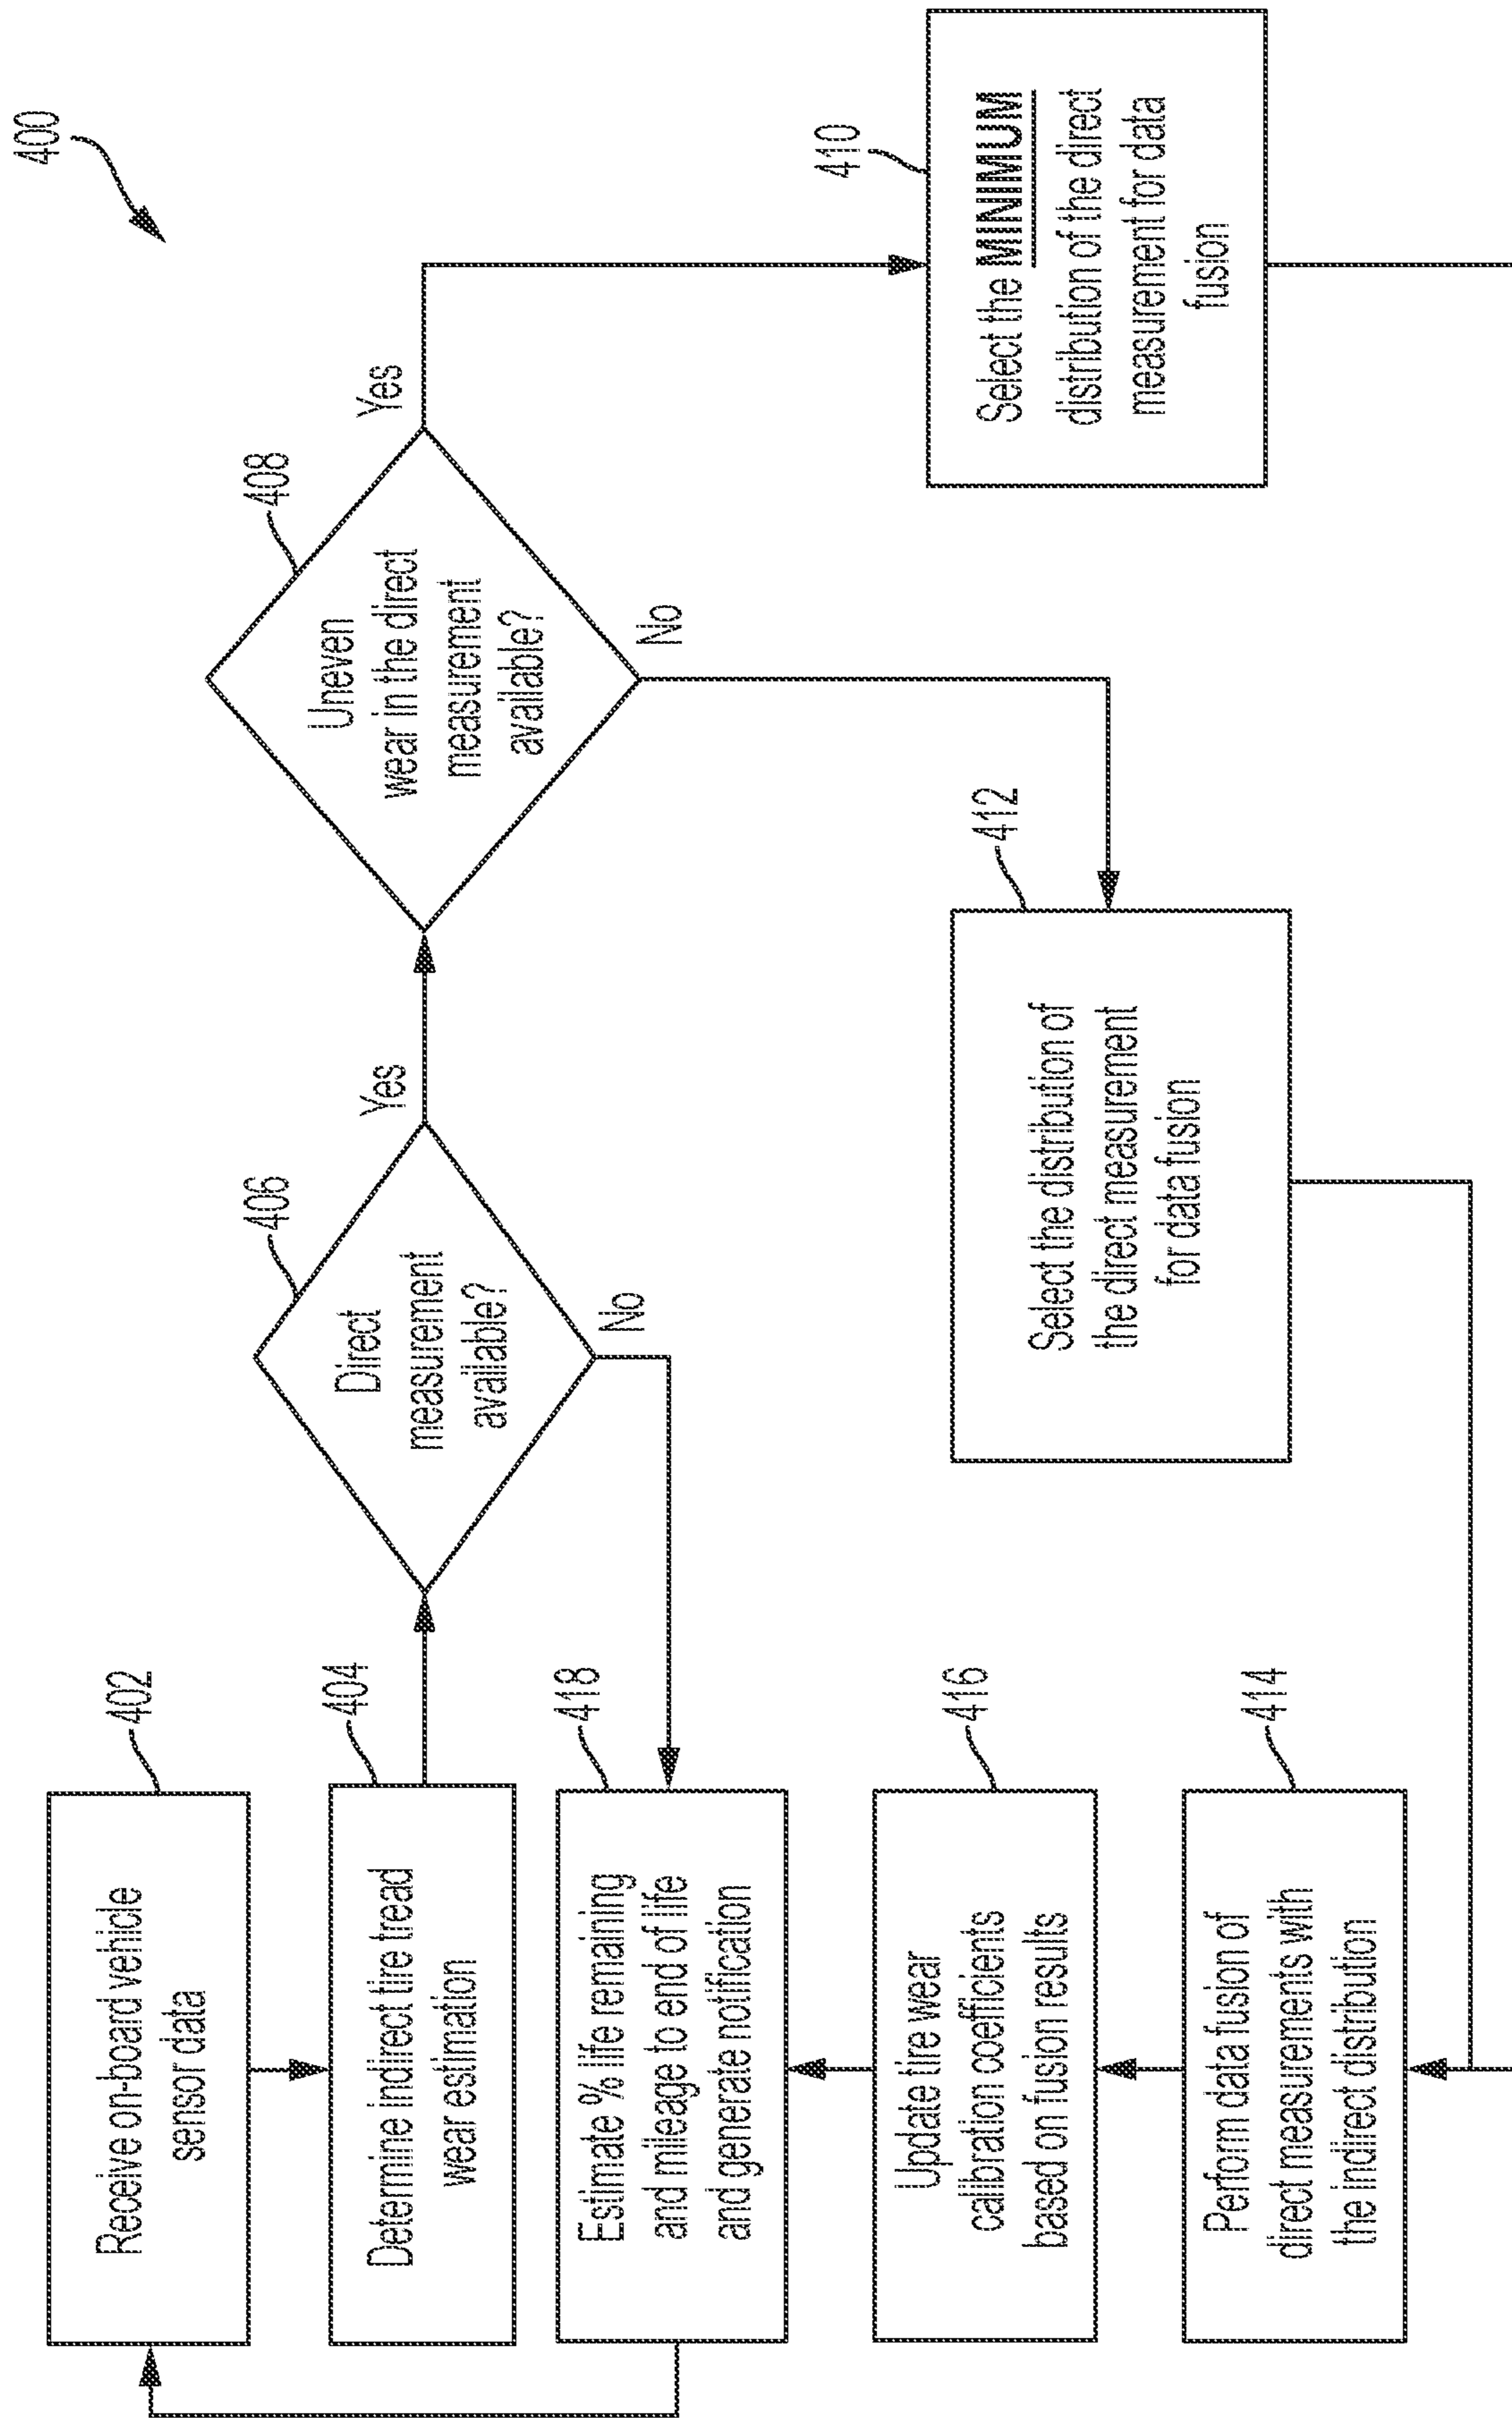 400
402
Receive on-board vehicle
sensor data
404
Determine indirect tire tread
wear estimation
406
Direct
measurement
available?
Yes
No
408
Uneven
wear in the direct
measurement
available?
Yes
No
410
Select the MINIMUM
distribution of the direct
measurement for data
fusion
412
Select the distribution of
the direct measurement
for data fusion
414
Perform data fusion of
direct measurements with
the indirect distribution
416
Update tire wear
calibration coefficients
based on fusion results
418
Estimate % life remaining
and mileage to end of life
and generate notification